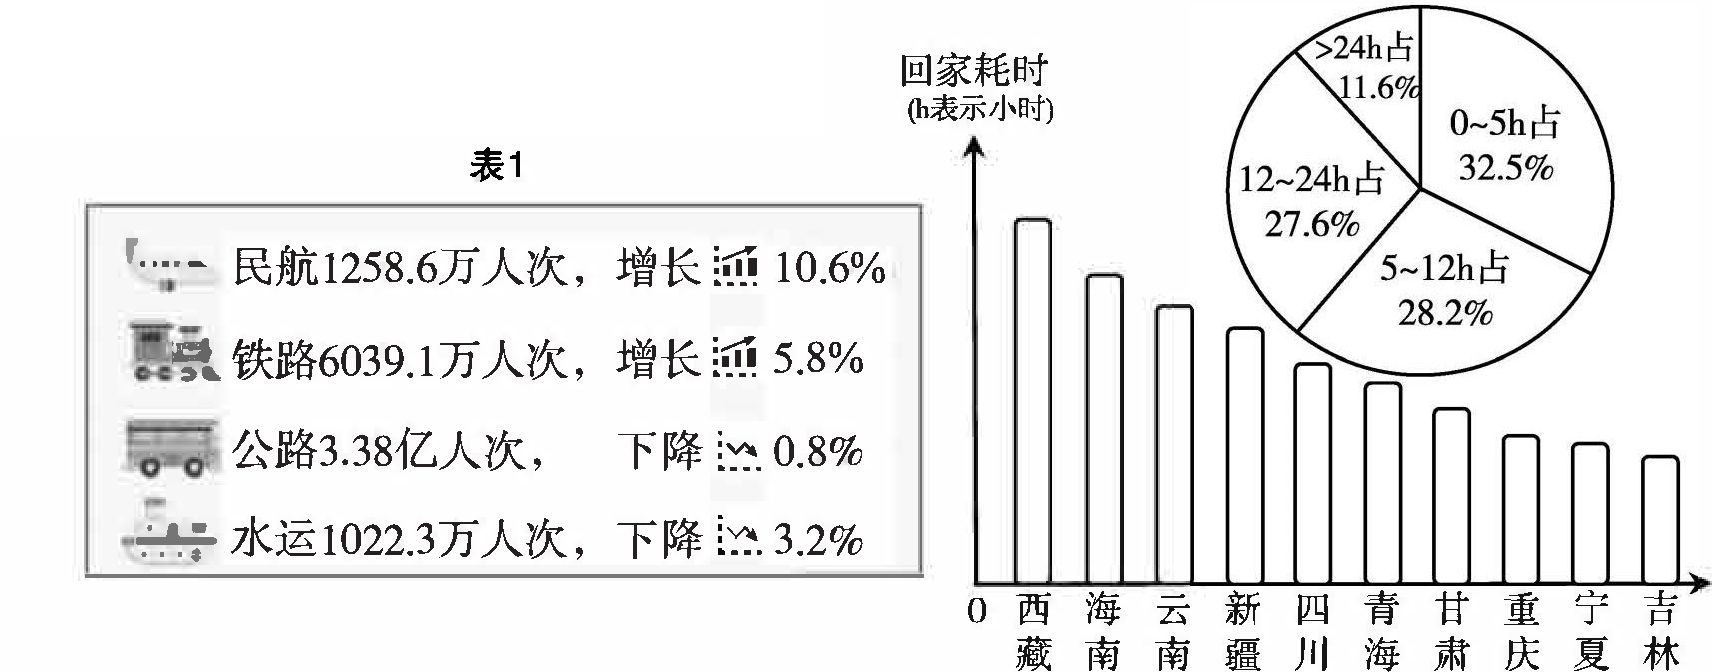 表1
民航1258.6万人次，增长 10.6%
铁路6039.1万人次，增长 5.8%
公路3.38亿人次， 下降 0.8%
水运1022.3万人次，下降 3.2%
回家耗时
(h表示小时)
>24h占
11.6%
0~5h占
32.5%
12~24h占
27.6%
5~12h占
28.2%
0
西藏
海南
云南
新疆
四川
青海
甘肃
重庆
宁夏
吉林